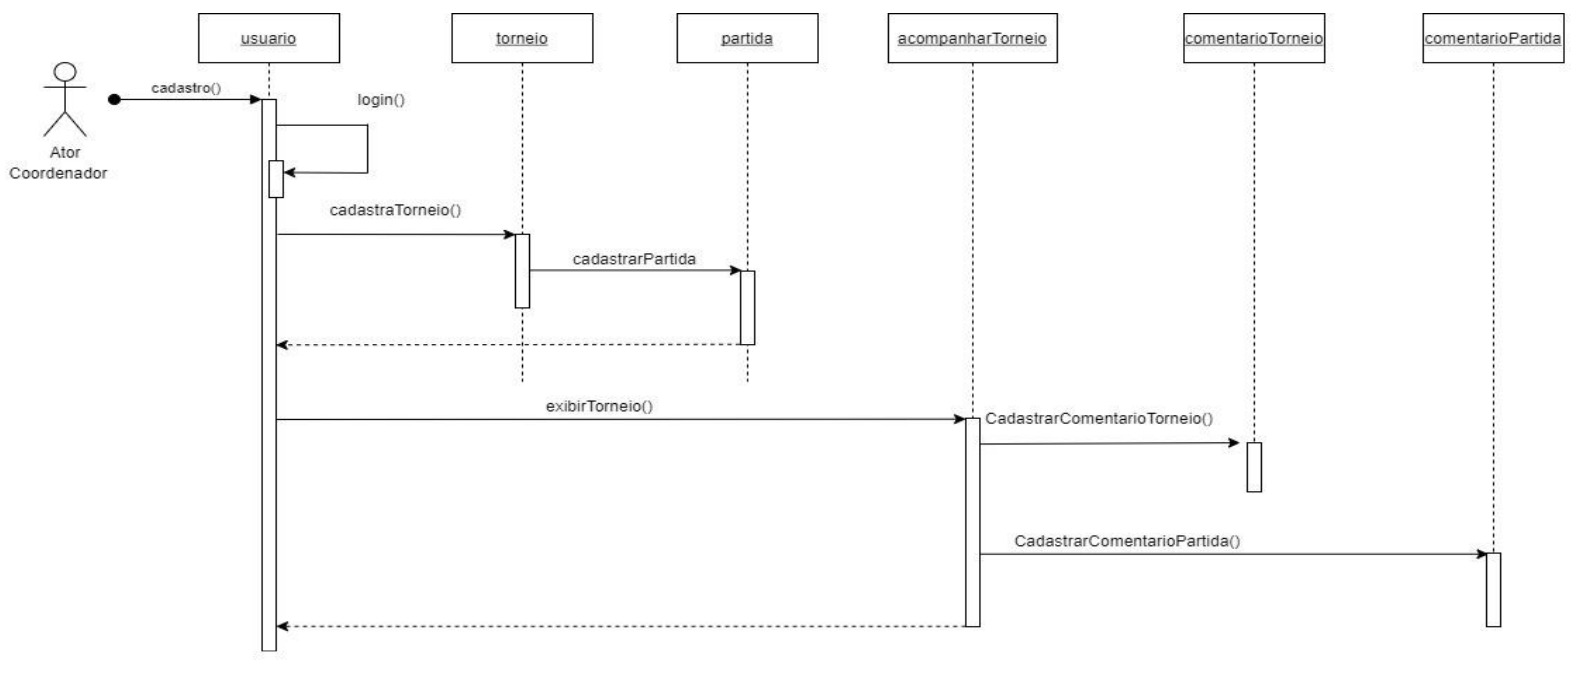 usuario
torneio
partida
acompanharTorneio
comentarioTorneio
comentarioPartida
cadastro()
login()
Ator
Coordenador
cadastraTorneio()
cadastrarPartida
exibirTorneio()
CadastrarComentarioTorneio()
CadastrarComentarioPartida()